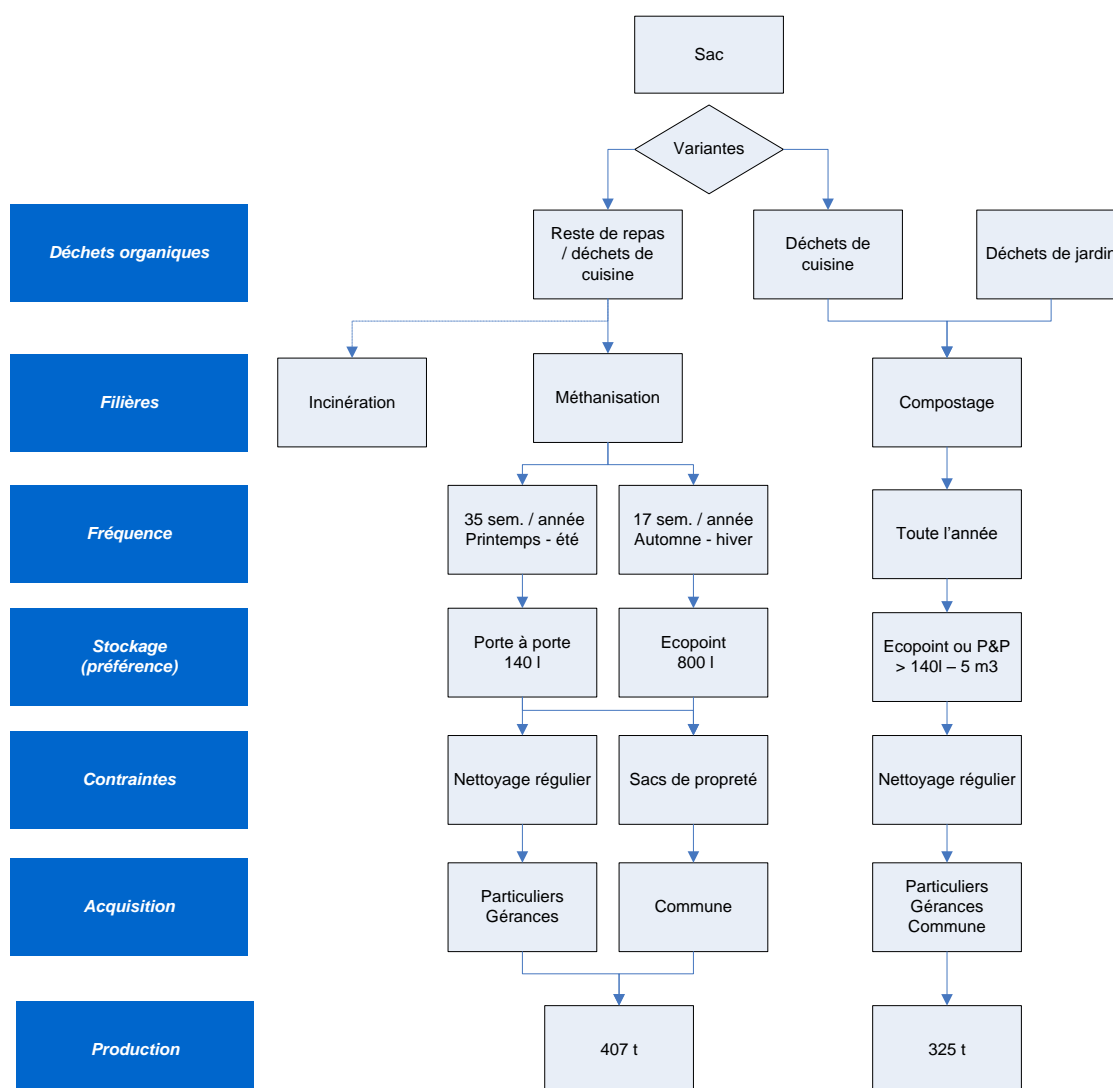 Sac
Variantes
Déchets organiques
Reste de repas
/ déchets de
cuisine
Déchets de
cuisine
Déchets de jardin
Filières
Incinération
Méthanisation
Compostage
Fréquence
35 sem. / année
Printemps - été
17 sem. / année
Automne - hiver
Toute l’année
Stockage
(préférence)
Porte à porte
140 l
Ecopoint
800 l
Ecopoint ou P&P
> 140l – 5 m3
Contraintes
Nettoyage régulier
Sacs de propreté
Nettoyage régulier
Acquisition
Particuliers
Gérances
Commune
Particuliers
Gérances
Commune
Production
407 t
325 t